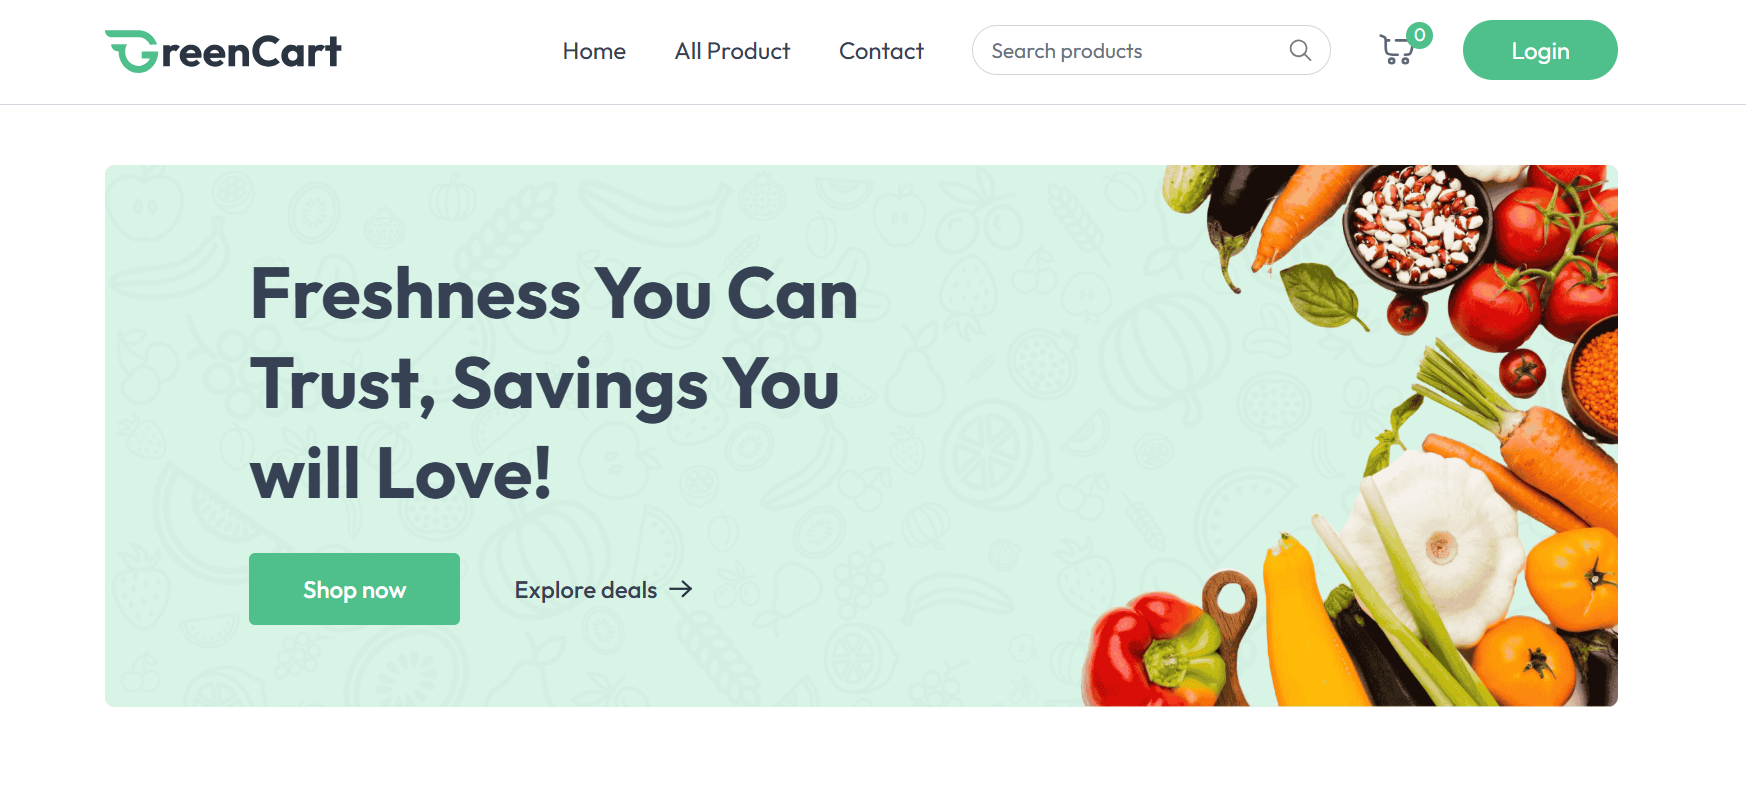 GreenCart
Home
All Product
Contact
Search products
0
Login
Freshness You Can
Trust, Savings You
will Love!
Shop now
Explore deals